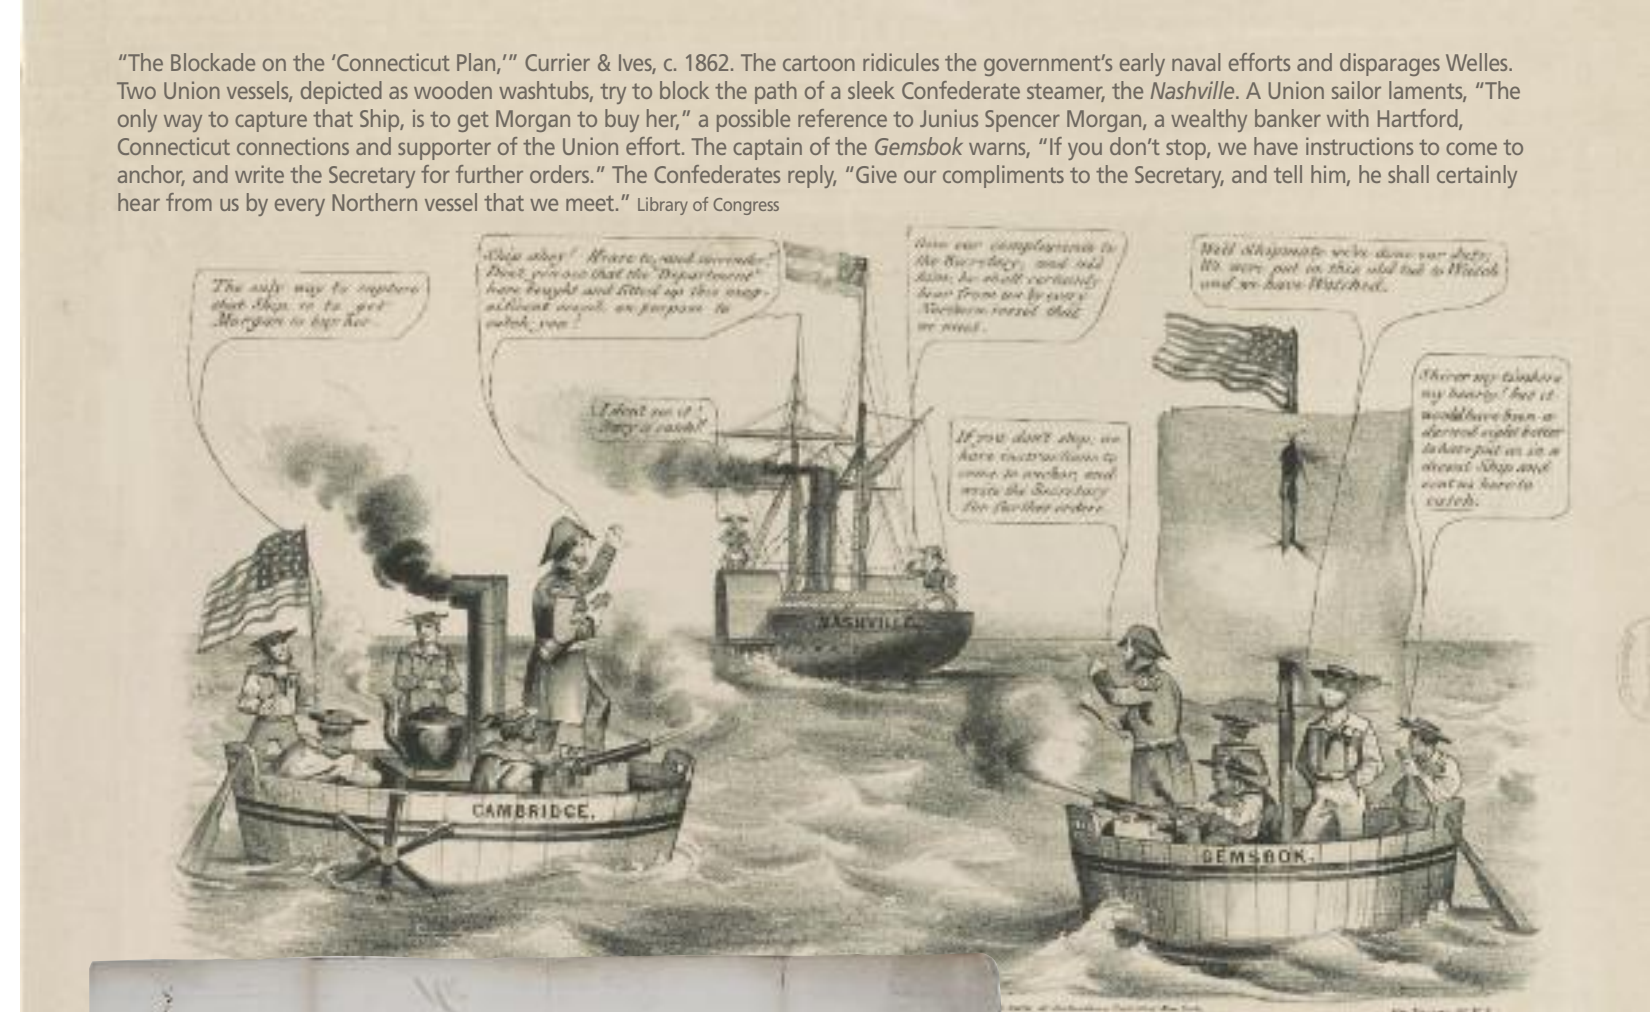 “The Blockade on the ‘Connecticut Plan,’” Currier & Ives, c. 1862. The cartoon ridicules the government’s early naval efforts and disparages Welles.
Two Union vessels, depicted as wooden washtubs, try to block the path of a sleek Confederate steamer, the Nashville. A Union sailor laments, “The
only way to capture that Ship, is to get Morgan to buy her,” a possible reference to Junius Spencer Morgan, a wealthy banker with Hartford,
Connecticut connections and supporter of the Union effort. The captain of the Gemsbok warns, “If you don’t stop, we have instructions to come to
anchor, and write the Secretary for further orders.” The Confederates reply, “Give our compliments to the Secretary, and tell him, he shall certainly
hear from us by every Northern vessel that we meet.” Library of Congress
The only way to capture
that Ship, is to get
Morgan to buy her.
Ship ahoy! Heave to, and surrender!
Don't you see that the "Department"
have bought and fitted up this mag-
nificent vessel, on purpose to
catch you!
I dont see it!
Give our compliments to
the Secretary, and tell
him, he shall certainly
hear from us by every
Northern vessel that
we meet.
If you don't stop, we
have instructions to
come to anchor, and
write the Secretary
for further orders
Well Shipmate we've done our duty;
We were put in this old tub to Watch
and we have Watched.
Shiver my timbers
my hearty! but it
would have been a
darned sight better
to have put us in a
decent Ship and
sent us here to
catch.
NASHVILLE.
CAMBRIDGE.
GEMSBOK.